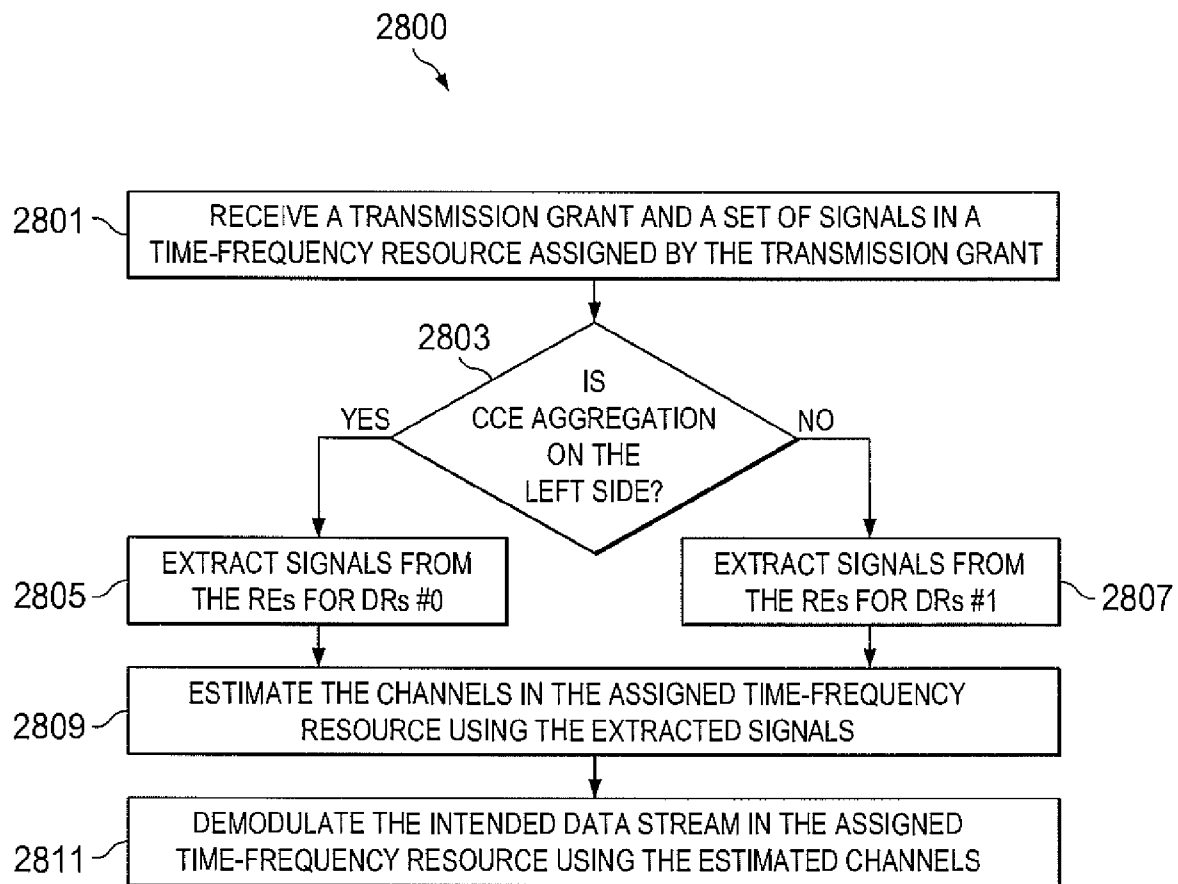 2800
2801
RECEIVE A TRANSMISSION GRANT AND A SET OF SIGNALS IN A
TIME-FREQUENCY RESOURCE ASSIGNED BY THE TRANSMISSION GRANT
2803
IS
CCE AGGREGATION
ON THE
LEFT SIDE?
YES
NO
2805
EXTRACT SIGNALS FROM
THE REs FOR DRs #0
EXTRACT SIGNALS FROM
THE REs FOR DRs #1
2807
2809
ESTIMATE THE CHANNELS IN THE ASSIGNED TIME-FREQUENCY
RESOURCE USING THE EXTRACTED SIGNALS
2811
DEMODULATE THE INTENDED DATA STREAM IN THE ASSIGNED
TIME-FREQUENCY RESOURCE USING THE ESTIMATED CHANNELS